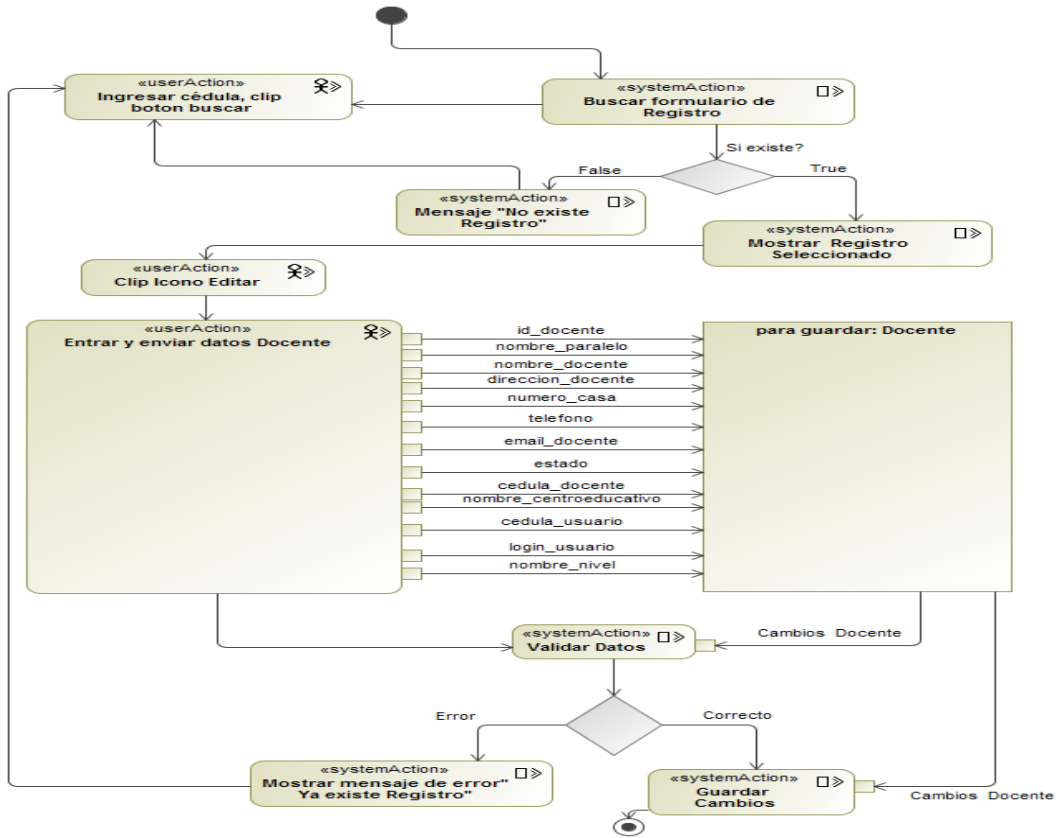 «userAction»
Ingresar cédula, clip
boton buscar
«systemAction»
Buscar formulario de
Registro
Si existe?
False
True
«systemAction»
Mensaje "No existe
Registro"
«systemAction»
Mostrar Registro
Seleccionado
«userAction»
Clip Icono Editar
«userAction»
Entrar y enviar datos Docente
id_docente
nombre_paralelo
nombre_docente
direccion_docente
numero_casa
telefono
email_docente
estado
cedula_docente
nombre_centroeducativo
cedula_usuario
login_usuario
nombre_nivel
para guardar: Docente
«systemAction»
Validar Datos
Cambios Docente
Error
Correcto
«systemAction»
Mostrar mensaje de error"
Ya existe Registro"
«systemAction»
Guardar
Cambios
Cambios Docente